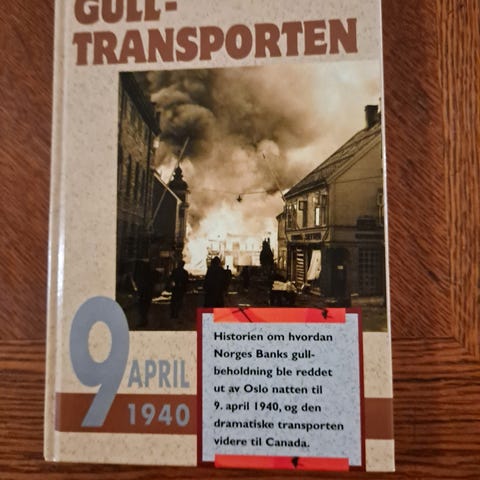 GULL-
TRANSPORTEN
9 APRIL
1940
Historien om hvordan
Norges Banks gull-
beholdning ble reddet
ut av Oslo natten til
9. april 1940, og den
dramatiske transporten
videre til Canada.